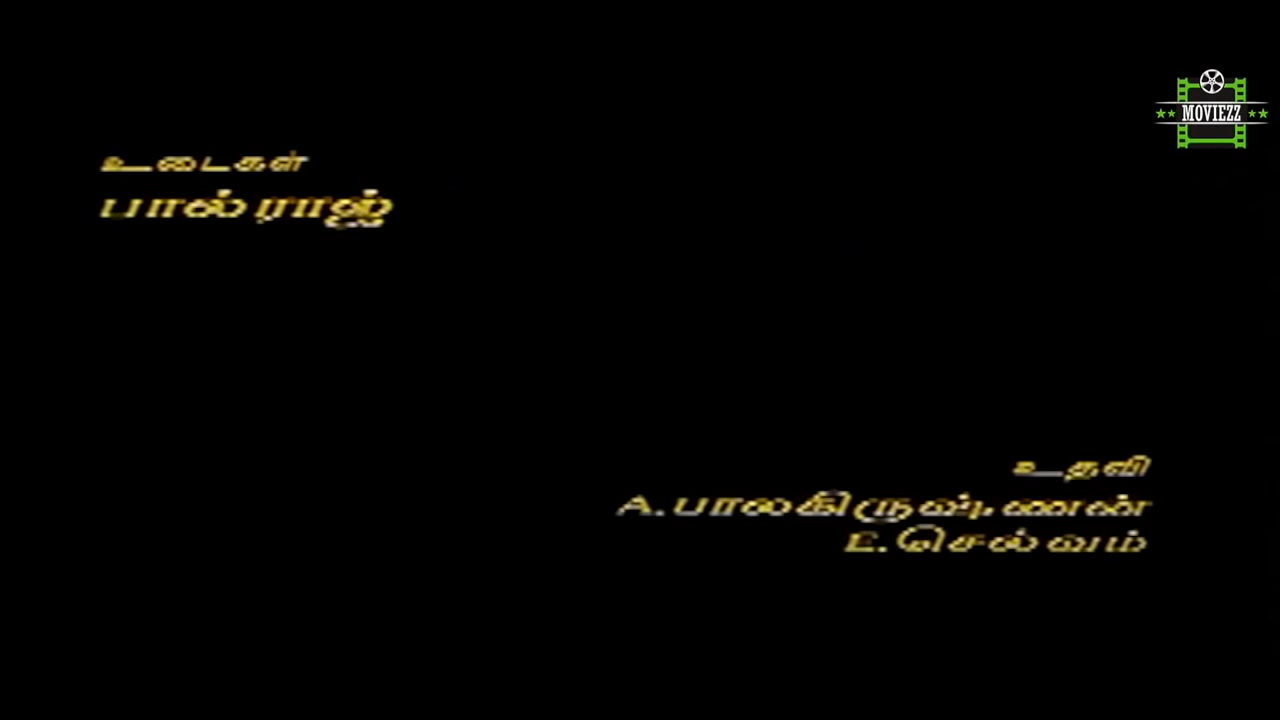 MOVIEZZ
உடைகள்
பால்ராஜ்
உதவி
A.பாலகிருஷ்ணன்
E.செல்வம்